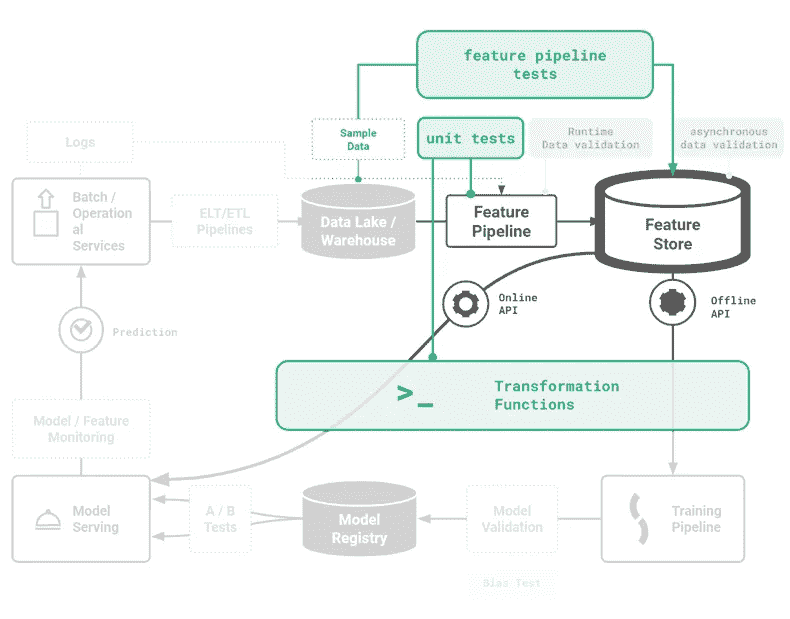 feature pipeline
tests
Logs
Sample
Data
unit tests
Runtime
Data validation
asynchronous
data validation
Batch /
Operation
al
Services
ELT/ETL
Pipelines
Data Lake /
Warehouse
Feature
Pipeline
Feature
Store
Online
API
Offline
API
Prediction
>_
Transformation
Functions
Model / Feature
Monitoring
Model
Serving
A / B
Tests
Model
Registry
Model
Validation
Training
Pipeline
Bias Test